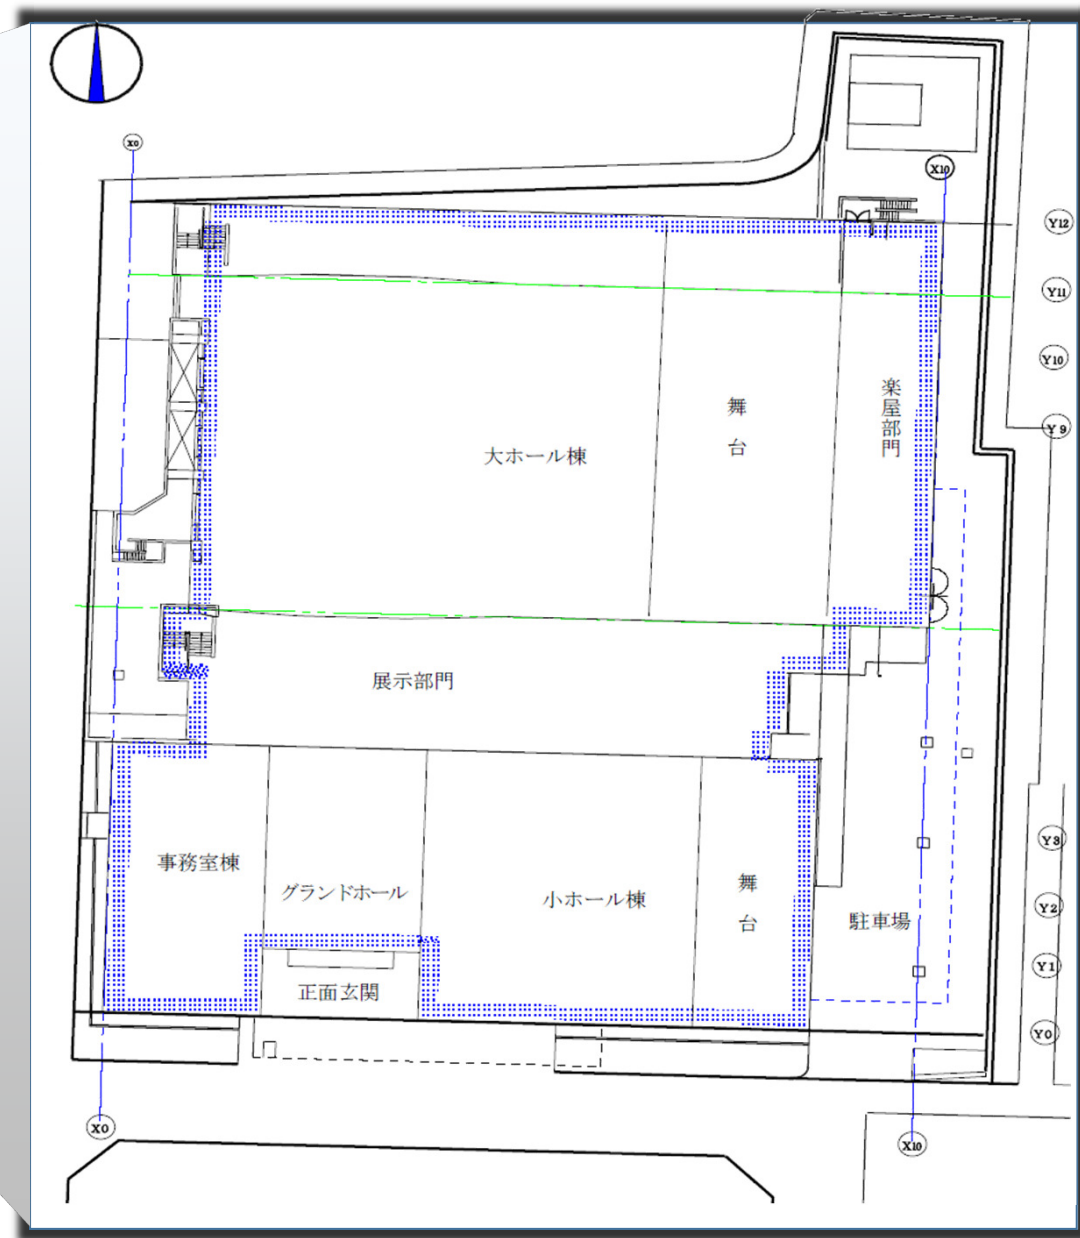 X0
X10
Y12
Y11
Y10
Y9
楽屋部門
舞台
大ホール棟
展示部門
Y3
事務室棟
グランドホール
小ホール棟
舞台
駐車場
Y2
Y1
正面玄関
Y0
X0
X10